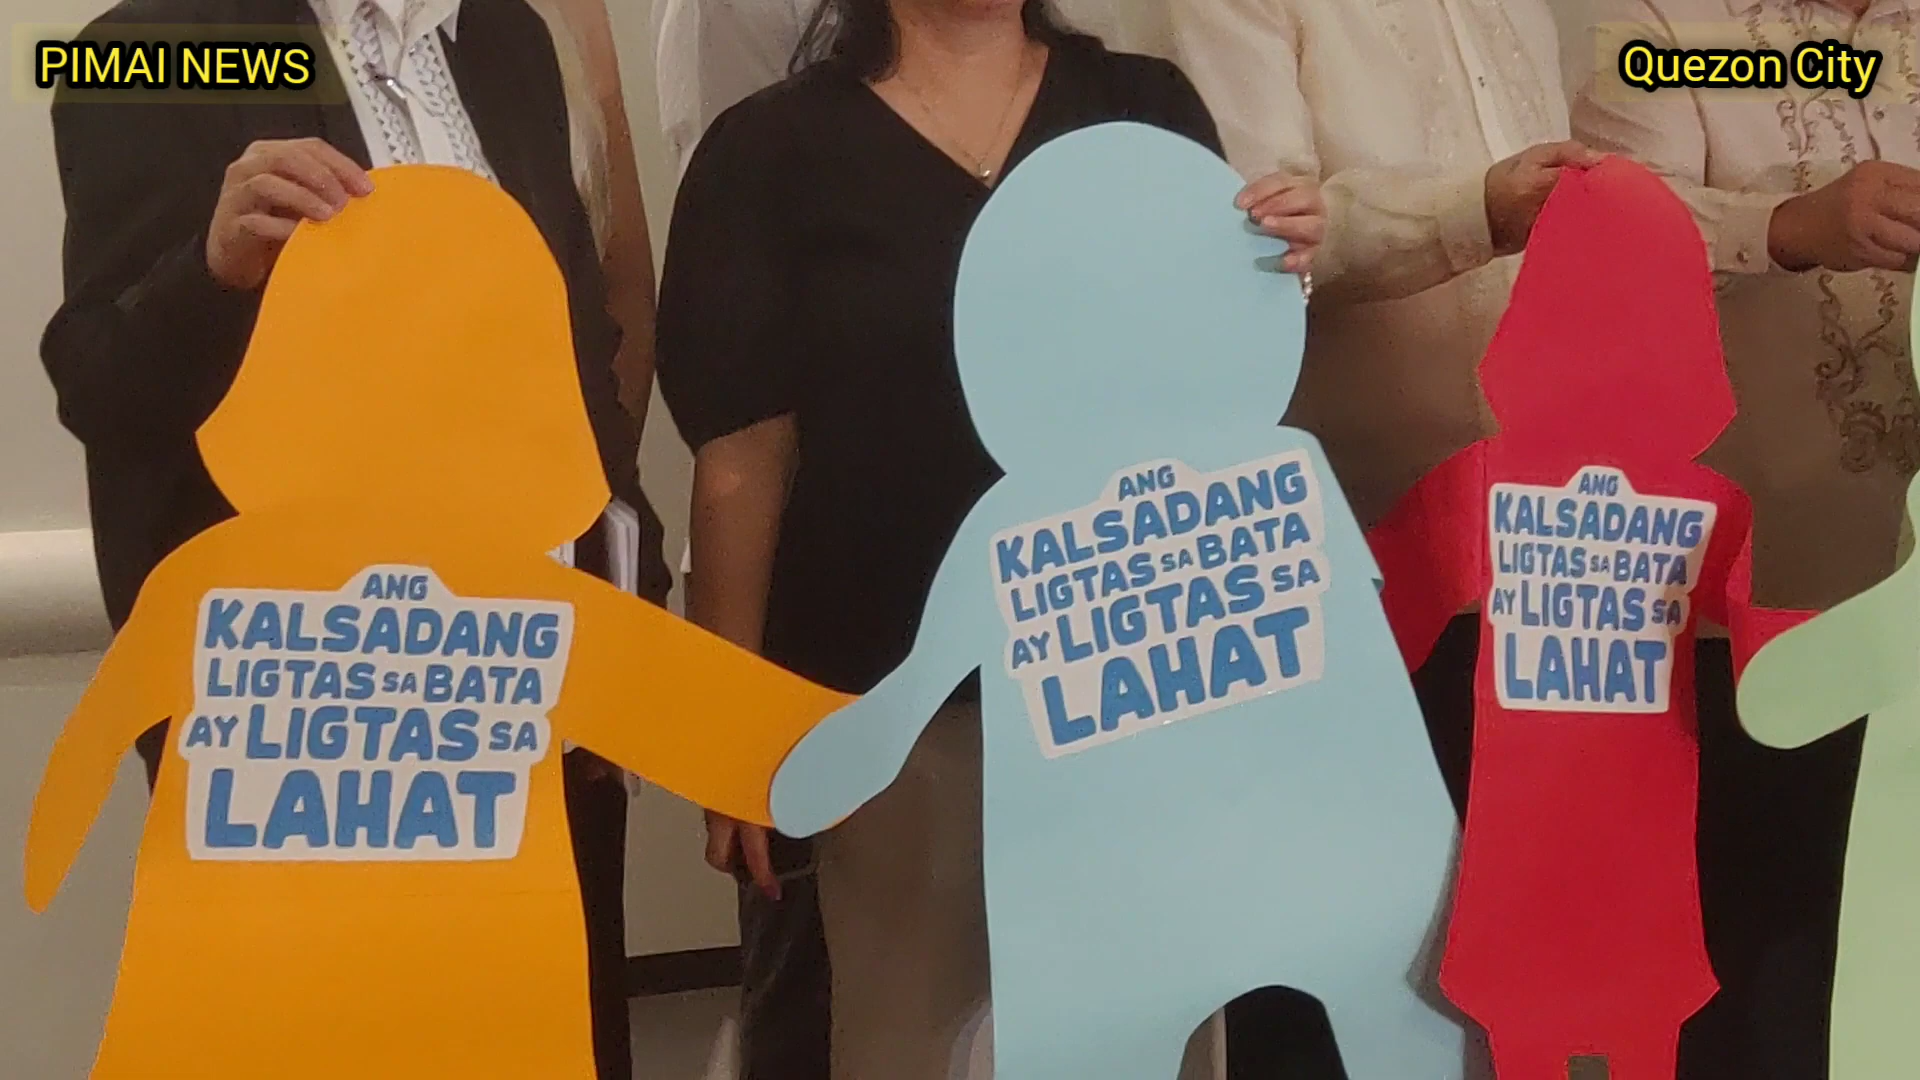 PIMAI NEWS
Quezon City
ANG
KALSADANG
LIGTAS SA BATA
AY LIGTAS SA
LAHAT
ANG
KALSADANG
LIGTAS SA BATA
AY LIGTAS SA
LAHAT
ANG
KALSADANG
LIGTAS SA BATA
AY LIGTAS SA
LAHAT